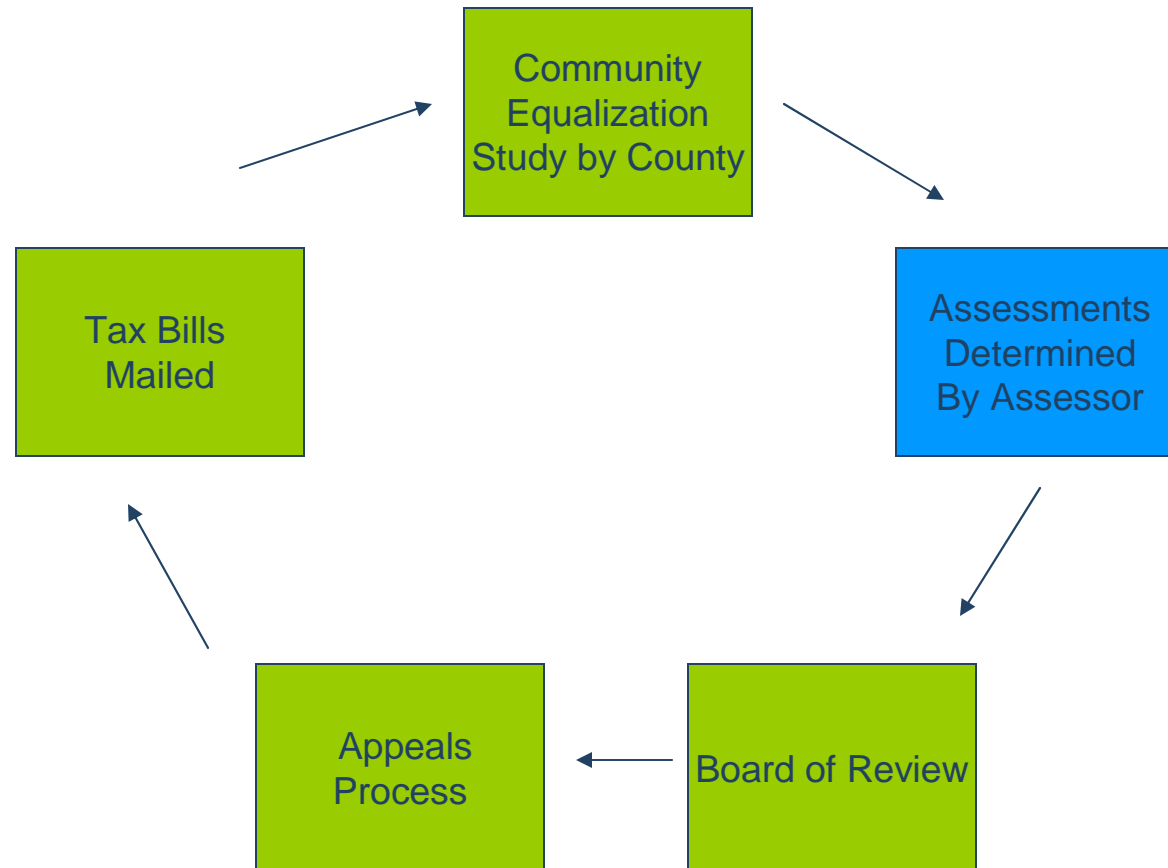 Community
Equalization
Study by County
Assessments
Determined
By Assessor
Board of Review
Appeals
Process
Tax Bills
Mailed